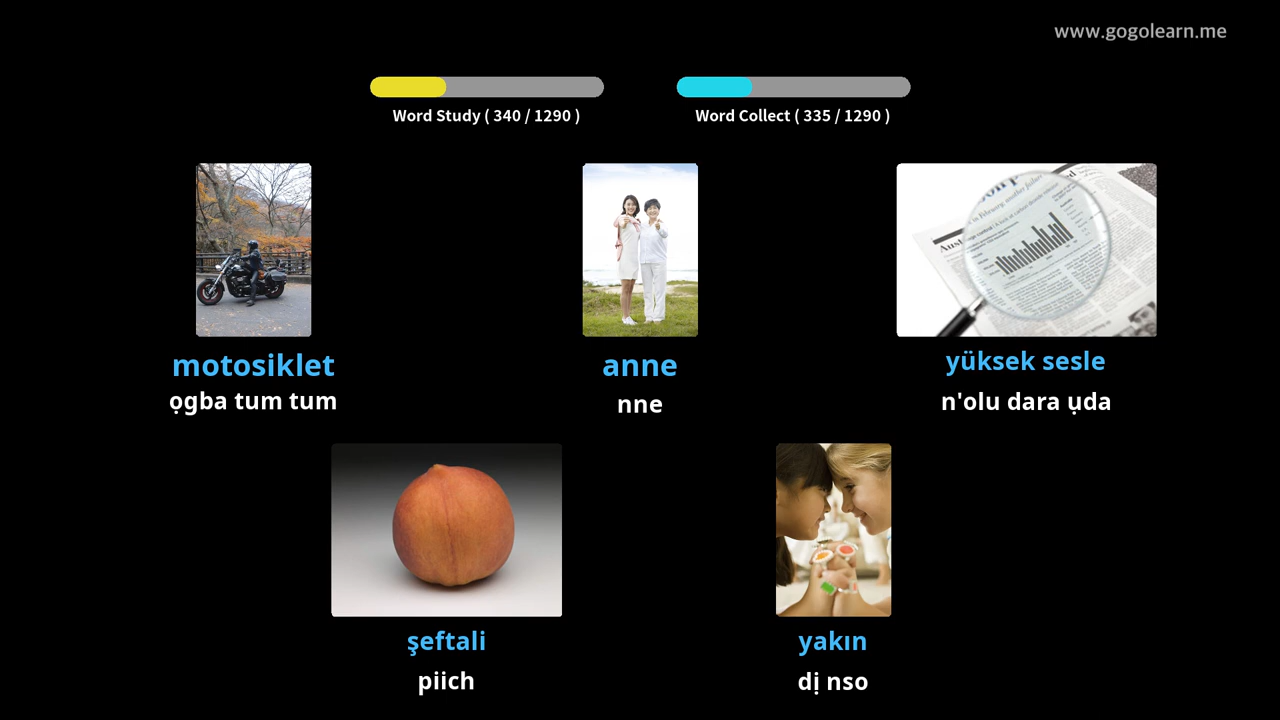 www.gogolearn.me
Word Study ( 340 / 1290 )
Word Collect ( 335 / 1290 )
motosiklet
ọgba tum tum
anne
nne
yüksek sesle
n'olu dara ụda
şeftali
piich
yakın
dị nso